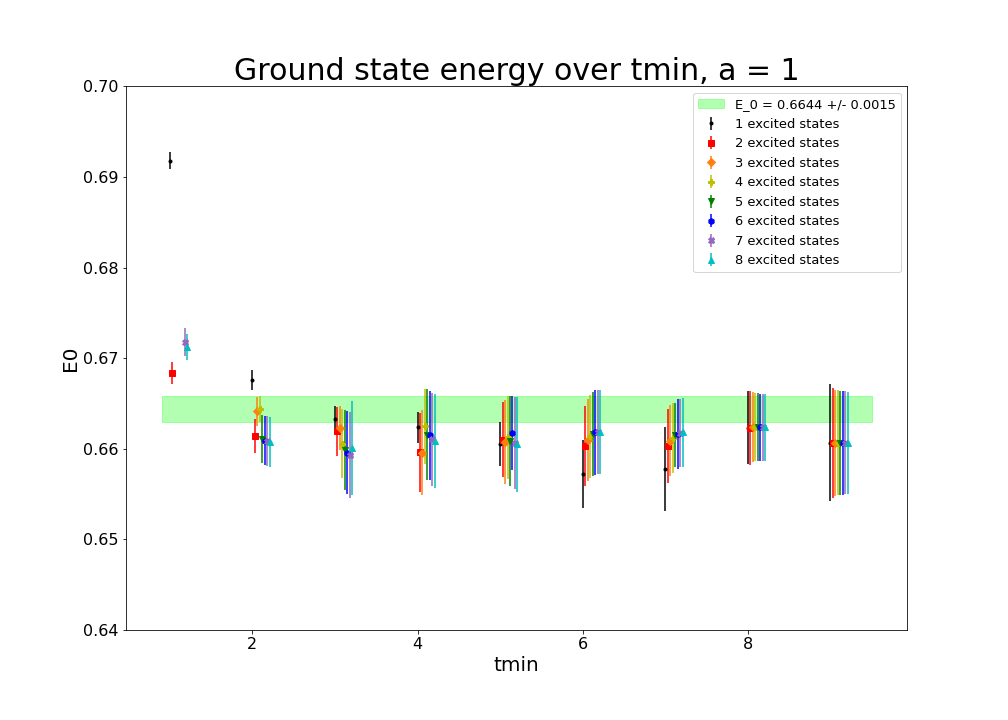 Ground state energy over tmin, a = 1
E0
0.70
0.69
0.68
0.67
0.66
0.65
0.64
2
4
6
8
tmin
E_0 = 0.6644 +/- 0.0015
1 excited states
2 excited states
3 excited states
4 excited states
5 excited states
6 excited states
7 excited states
8 excited states